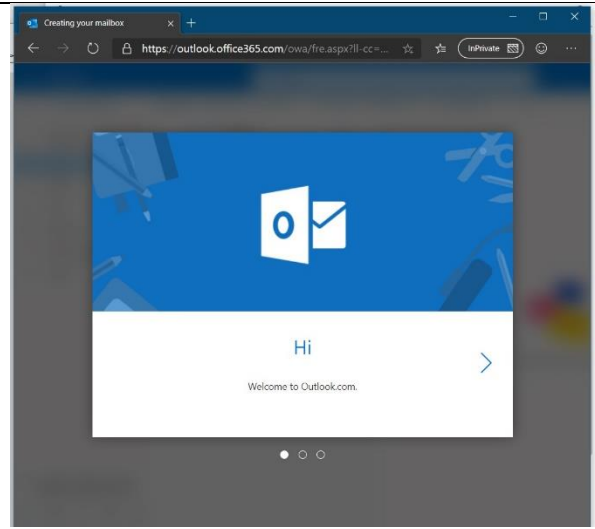 Creating your mailbox
https://outlook.office365.com/owa/fre.aspx?ll-cc=...
InPrivate
O
Hi
Welcome to Outlook.com.